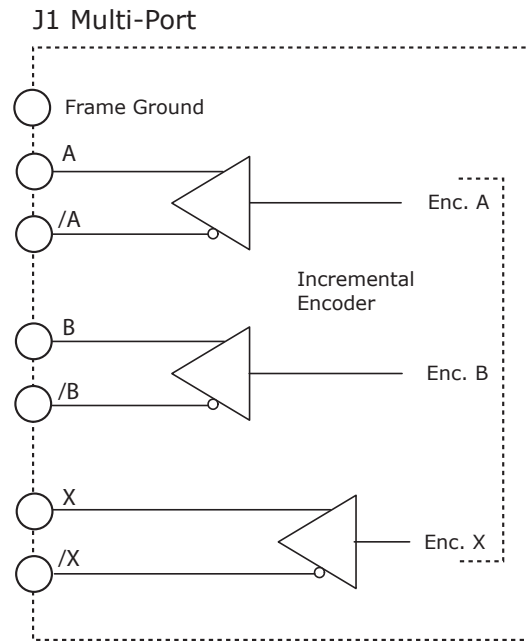 J1 Multi-Port
Frame Ground
A
/A
Enc. A
Incremental
Encoder
B
/B
Enc. B
X
/X
Enc. X